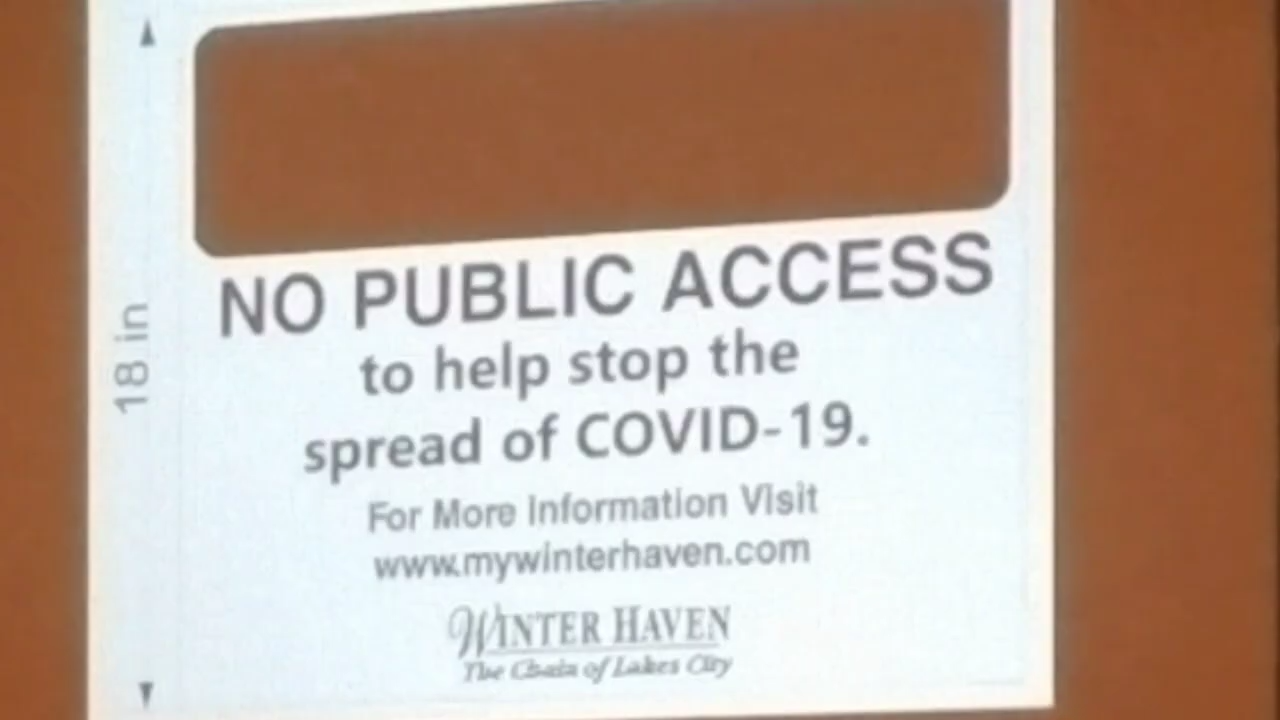 NO PUBLIC ACCESS
to help stop the
spread of COVID-19.
For More Information Visit
www.mywinterhaven.com
WINTER HAVEN
The Chain of Lakes City
18 in